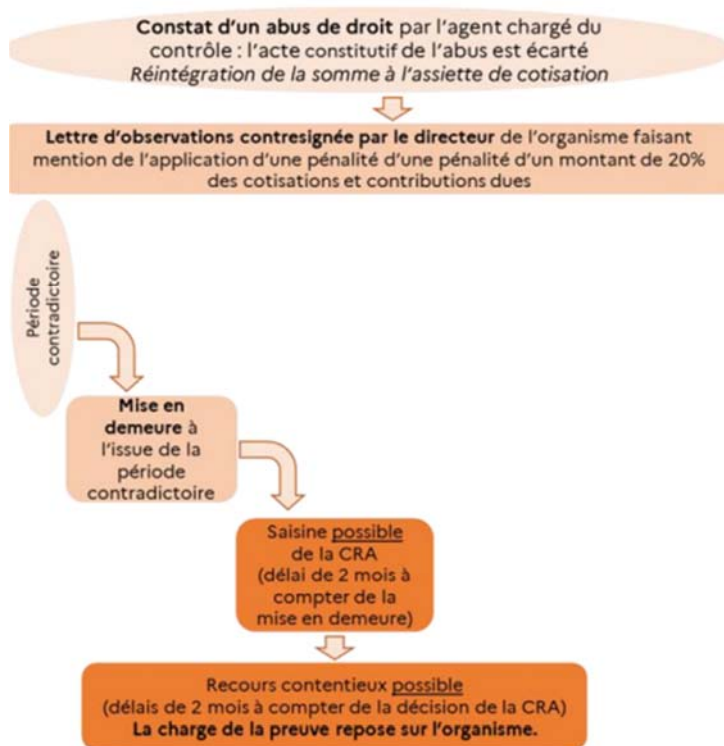 Constat d'un abus de droit par l'agent chargé du
contrôle : l'acte constitutif de l'abus est écarté
Réintégration de la somme à l'assiette de cotisation
Lettre d'observations contresignée par le directeur de l'organisme faisant
mention de l'application d'une pénalité d'une pénalité d'un montant de 20%
des cotisations et contributions dues
Période
contradictoire
Mise en
demeure à
l'issue de la
période
contradictoire
Saisine possible
de la CRA
(délai de 2 mois à
compter de la
mise en demeure)
Recours contentieux possible
(délais de 2 mois à compter de la décision de la CRA)
La charge de la preuve repose sur l'organisme.